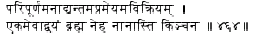 परिपूर्णमनाद्यन्तमप्रमेयमविक्रियम् ।
एकमेवाद्वयं ब्रह्म नेह नानास्ति किञ्चन ॥ ४६४॥